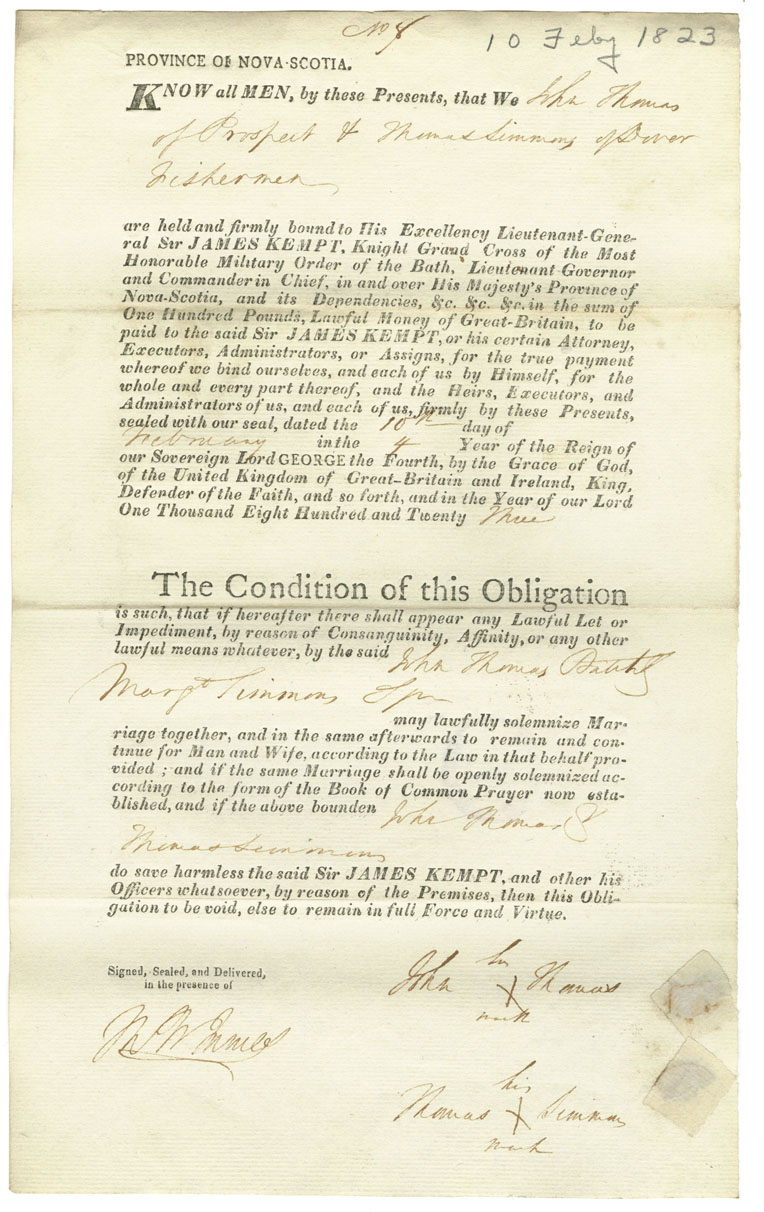 No 8
10 Feby 1823
PROVINCE OF NOVA-SCOTIA.
KNOW all MEN, by these Presents, that We John Thomas
of Prospect & Thomas Simmons of Dover
Fishermen
are held and firmly bound to His Excellency Lieutenant-Gene-
ral Sir JAMES KEMPT, Knight Grand Cross of the Most
Honorable Military Order of the Bath, Lieutenant Governor
and Commander in Chief, in and over His Majesty's Province of
Nova-Scotia, and its Dependencies, &c. &c. &c. in the sum of
One Hundred Pounds, Lawful Money of Great-Britain, to be
paid to the said Sir JAMES KEMPT, or his certain Attorney,
Executors, Administrators, or Assigns, for the true payment
whereof we bind ourselves, and each of us by Himself, for the
whole and every part thereof, and the Heirs, Executors, and
Administrators of us, and each of us, firmly by these Presents,
sealed with our seal, dated the 10th day of
February in the 4 Year of the Reign of
our Sovereign Lord GEORGE the Fourth, by the Grace of God,
of the United Kingdom of Great-Britain and Ireland, King,
Defender of the Faith, and so forth, and in the Year of our Lord
One Thousand Eight Hundred and Twenty Three
The Condition of this Obligation
is such, that if hereafter there shall appear any Lawful Let or
Impediment, by reason of Consanguinity, Affinity, or any other
lawful means whatever, by the said John Thomas Batch &
Margt Simmons Spr
may lawfully solemnize Mar-
riage together, and in the same afterwards to remain and con-
tinue for Man and Wife, according to the Law in that behalf pro-
vided ; and if the same Marriage shall be openly solemnized ac-
cording to the form of the Book of Common Prayer now esta-
blished, and if the above bounden John Thomas &
Thomas Simmons
do save harmless the said Sir JAMES KEMPT, and other his
Officers whatsoever, by reason of the Premises, then this Obli-
gation to be void, else to remain in full Force and Virtue.
Signed, Sealed, and Delivered,
in the presence of
his
John X Thomas
mark
his
Thomas X Simmons
mark